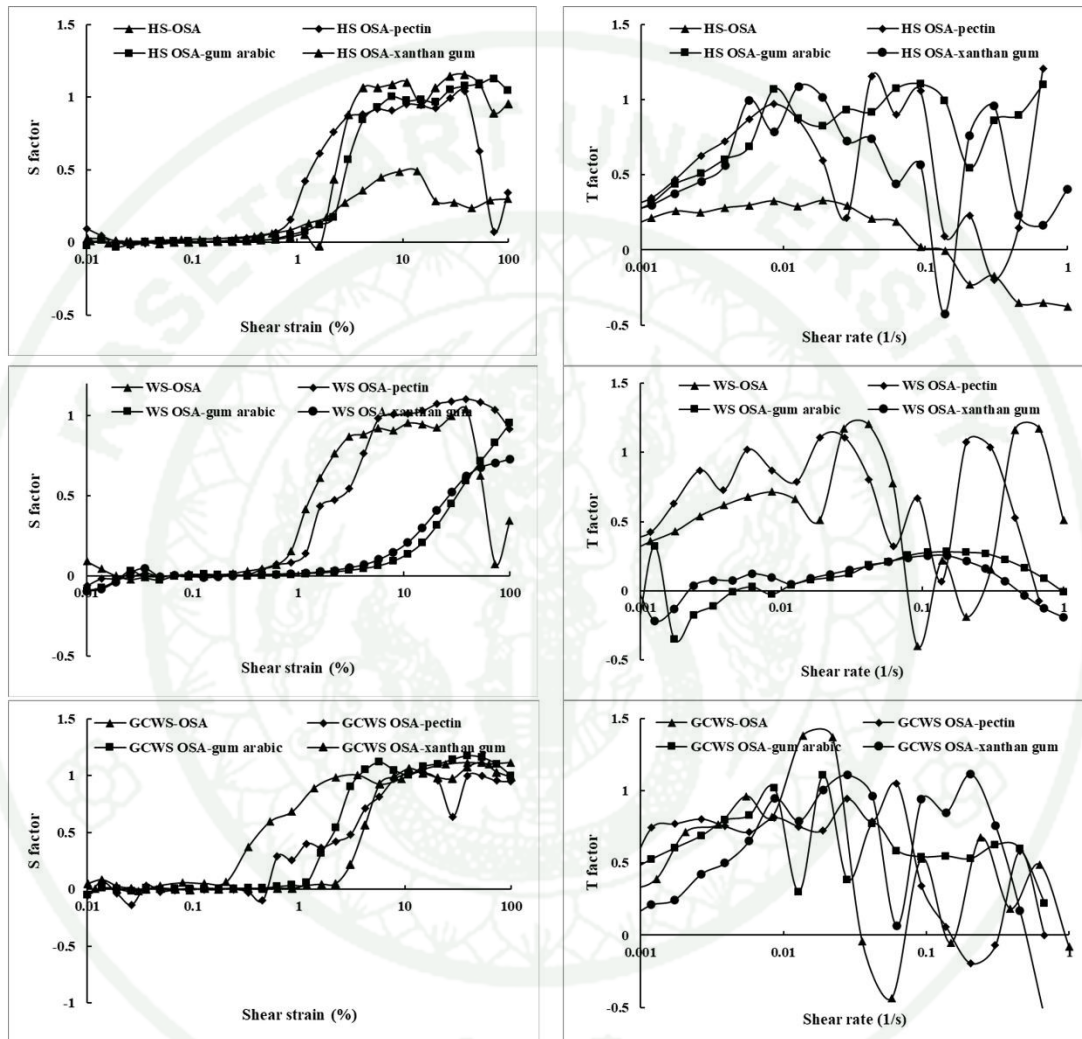 1.5
HS-OSA
HS OSA-pectin
HS OSA-gum arabic
HS OSA-xanthan gum
1
0.5
0
-0.5
0.01
0.1
1
10
100
S factor
Shear strain (%)
1.5
HS-OSA
HS OSA-pectin
HS OSA-gum arabic
HS OSA-xanthan gum
1
0.5
0
-0.5
0.001
0.01
0.1
1
T factor
Shear rate (1/s)
WS-OSA
WS OSA-pectin
WS OSA-gum arabic
WS OSA-xanthan gum
1
0.5
0
-0.5
0.01
0.1
1
10
100
S factor
Shear strain (%)
1.5
WS-OSA
WS OSA-pectin
WS OSA-gum arabic
WS OSA-xanthan gum
1
0.5
0
-0.5
0.001
0.01
0.1
1
T factor
Shear rate (1/s)
1.5
GCWS-OSA
GCWS OSA-pectin
GCWS OSA-gum arabic
GCWS OSA-xanthan gum
1
0.5
0
-0.5
-1
0.01
0.1
1
10
100
S factor
Shear strain (%)
1.5
GCWS-OSA
GCWS OSA-pectin
GCWS OSA-gum arabic
GCWS OSA-xanthan gum
1
0.5
0
-0.5
0.001
0.01
0.1
1
T factor
Shear rate (1/s)
KASETSART UNIVERSITY